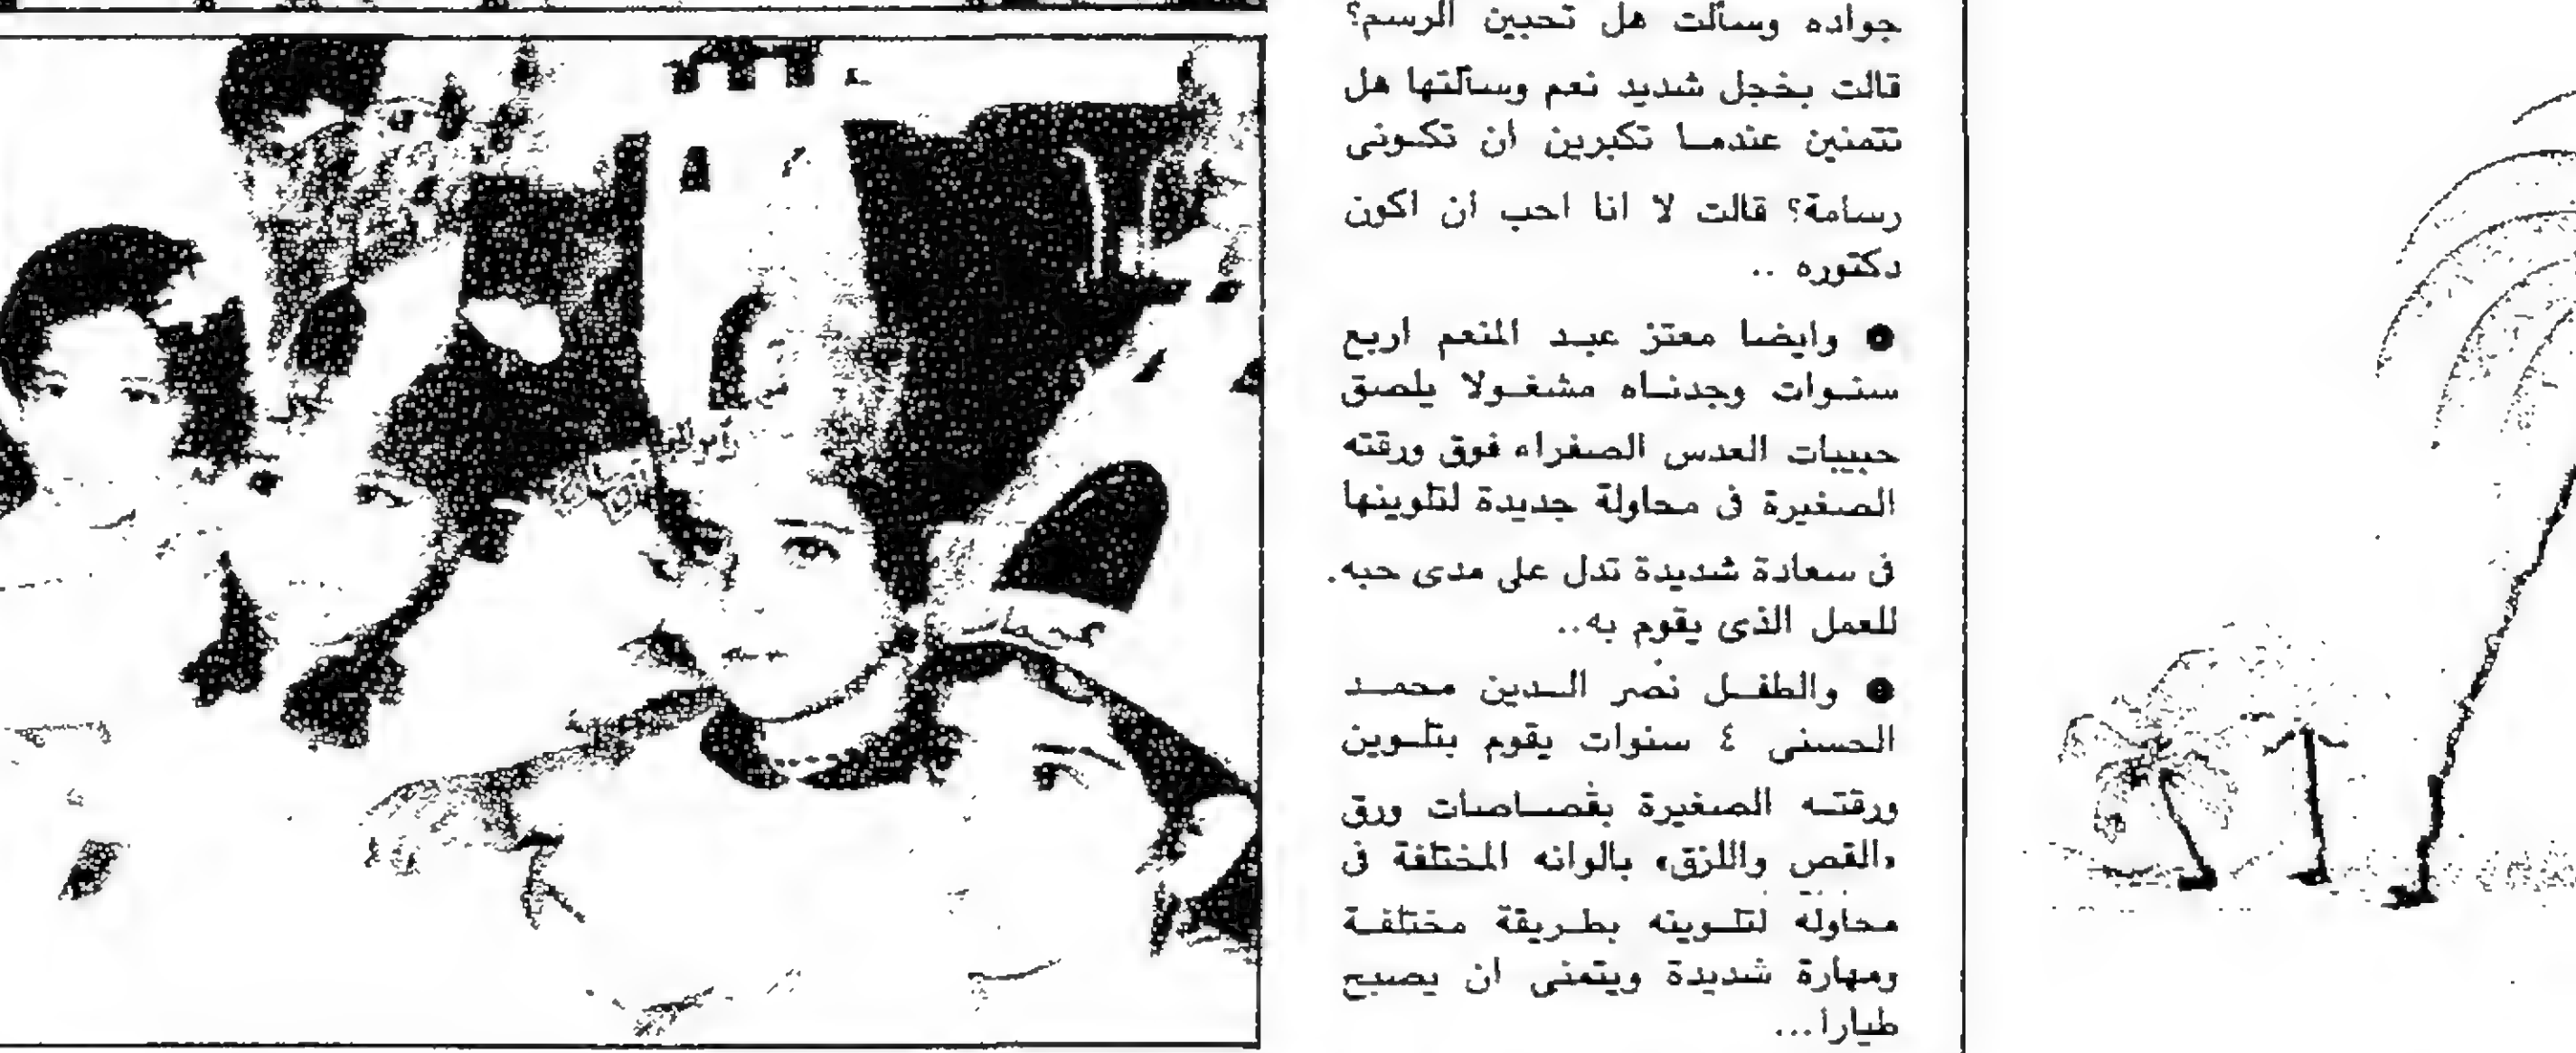 جواده وسألت هل تحبين الرسم؟
قالت بخجل شديد نعم وسألتها هل
تتمنين عندما تكبرين ان تكونى
رسامة؟ قالت لا انا احب ان اكون
دكتوره ..
● وايضا معتز عبد المنعم اربع
سنوات وجدناه مشغولا يلصق
حبيبات العدس الصفراء فوق ورقته
الصغيرة فى محاولة جديدة لتلوينها
فى سعادة شديدة تدل على مدى حبه.
للعمل الذى يقوم به..
● والطفل نصر الدين محمد
الحسنى ٤ سنوات يقوم بتلوين
ورقته الصغيرة بقصاصات ورق
«القص واللزق» بالوانه المختلفة فى
محاولة لتلوينه بطريقة مختلفة
ومهارة شديدة ويتمنى ان يصبح
طيارا...